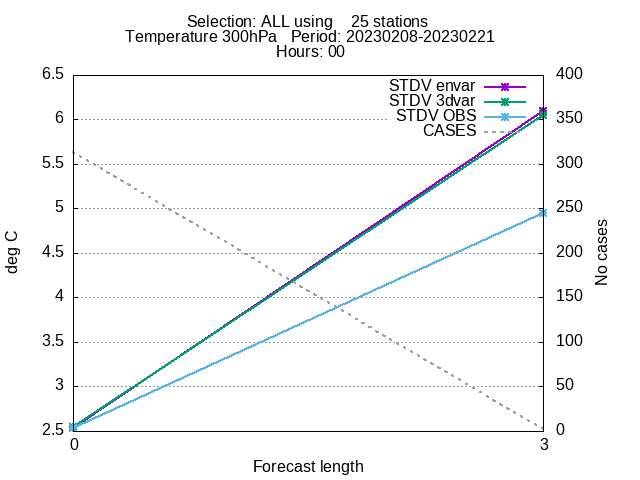 Selection: ALL using    25 stations
Temperature 300hPa   Period: 20230208-20230221
Hours: 00
6.5
6
5.5
5
4.5
4
3.5
3
2.5
deg C
STDV envar
STDV 3dvar
STDV OBS
CASES
400
350
300
250
200
150
100
50
0
No cases
0
3
Forecast length